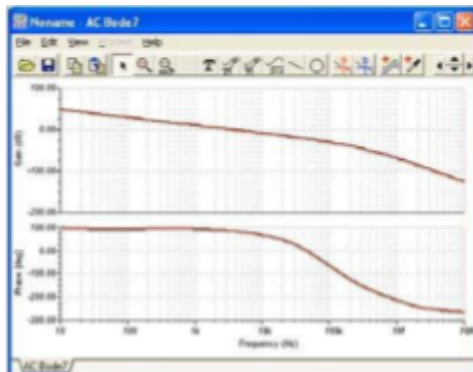 Noname - AC Bode7
File Edit View Process Help
T
100.00
0.00
-100.00
-200.00
Gain (dB)
100.00
0.00
-100.00
-200.00
-300.00
Phase [deg]
10 100 1k 10k 100k 1M
Frequency (Hz)
AC Bode7